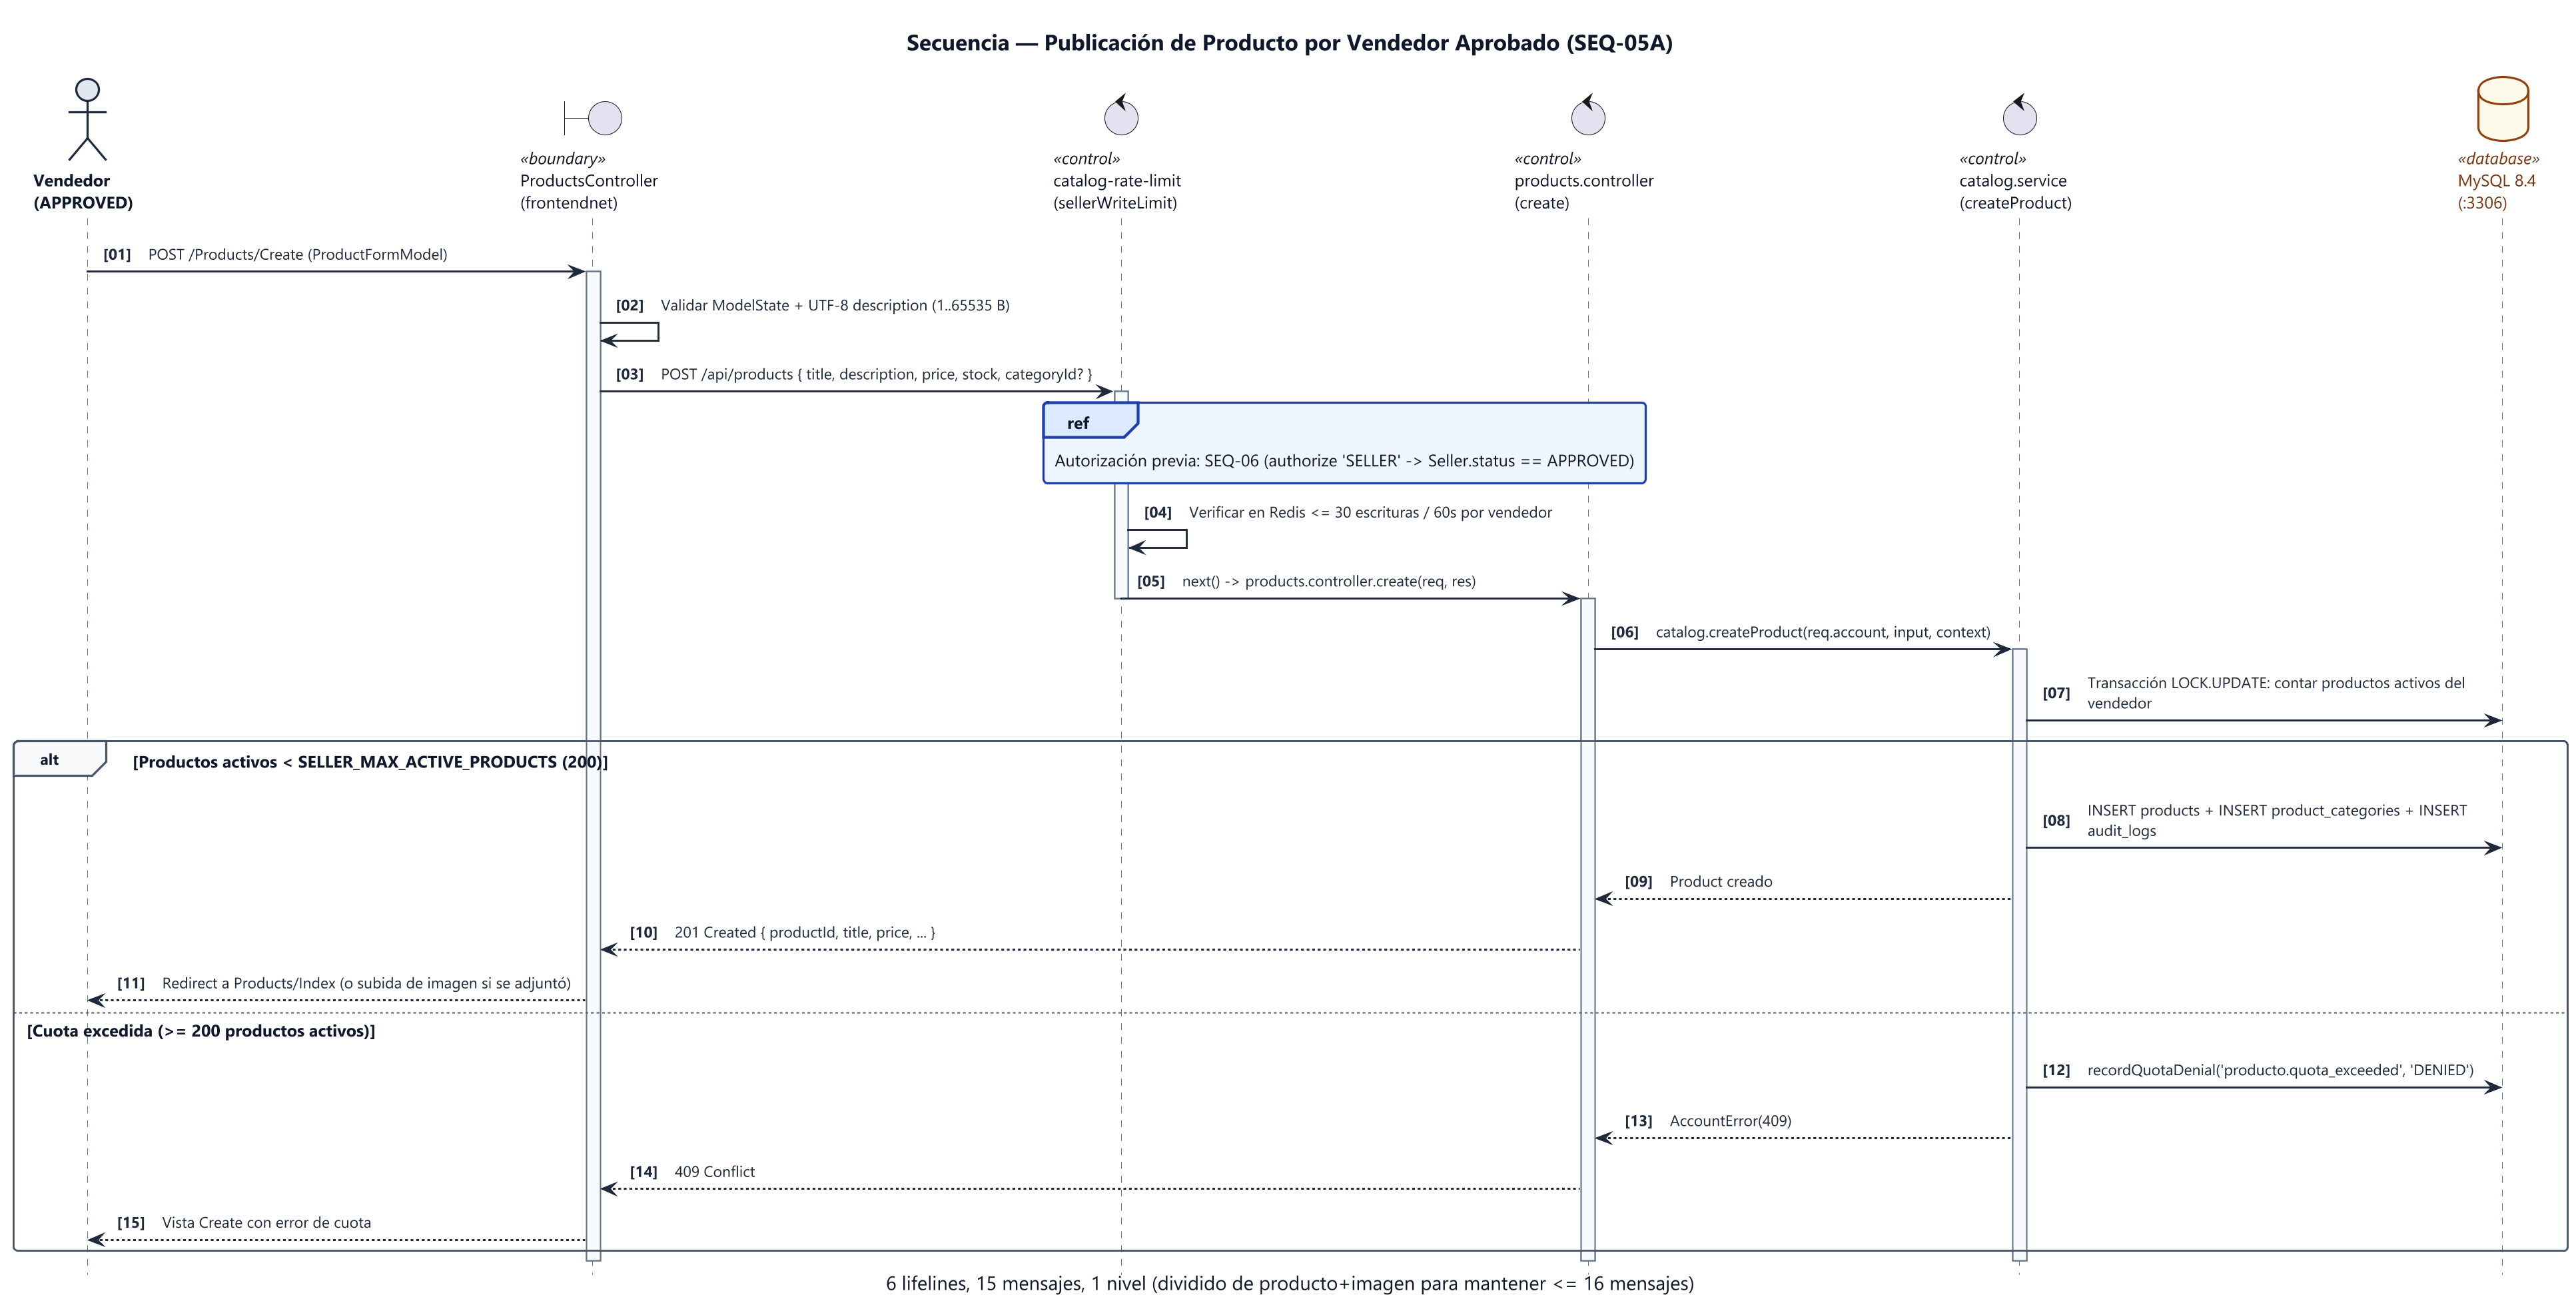 Secuencia — Publicación de Producto por Vendedor Aprobado (SEQ-05A)
Vendedor
(APPROVED)
«boundary»
ProductsController
(frontendnet)
«control»
catalog-rate-limit
(sellerWriteLimit)
«control»
products.controller
(create)
«control»
catalog.service
(createProduct)
«database»
MySQL 8.4
(:3306)
[01] POST /Products/Create (ProductFormModel)
[02] Validar ModelState + UTF-8 description (1..65535 B)
[03] POST /api/products { title, description, price, stock, categoryId? }
ref
Autorización previa: SEQ-06 (authorize 'SELLER' -> Seller.status == APPROVED)
[04] Verificar en Redis <= 30 escrituras / 60s por vendedor
[05] next() -> products.controller.create(req, res)
[06] catalog.createProduct(req.account, input, context)
[07] Transacción LOCK.UPDATE: contar productos activos del
vendedor
alt [Productos activos < SELLER_MAX_ACTIVE_PRODUCTS (200)]
[08] INSERT products + INSERT product_categories + INSERT
audit_logs
[09] Product creado
[10] 201 Created { productId, title, price, ... }
[11] Redirect a Products/Index (o subida de imagen si se adjuntó)
[Cuota excedida (>= 200 productos activos)]
[12] recordQuotaDenial('producto.quota_exceeded', 'DENIED')
[13] AccountError(409)
[14] 409 Conflict
[15] Vista Create con error de cuota
6 lifelines, 15 mensajes, 1 nivel (dividido de producto+imagen para mantener <= 16 mensajes)